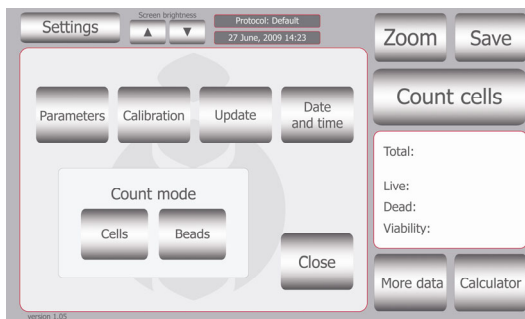 Settings
Screen brightness
Protocol: Default
27 June, 2009 14:23
Zoom
Save
Parameters
Calibration
Update
Date
and time
Count cells
Count mode
Cells
Beads
Close
Total:
Live:
Dead:
Viability:
More data
Calculator
version 1.05